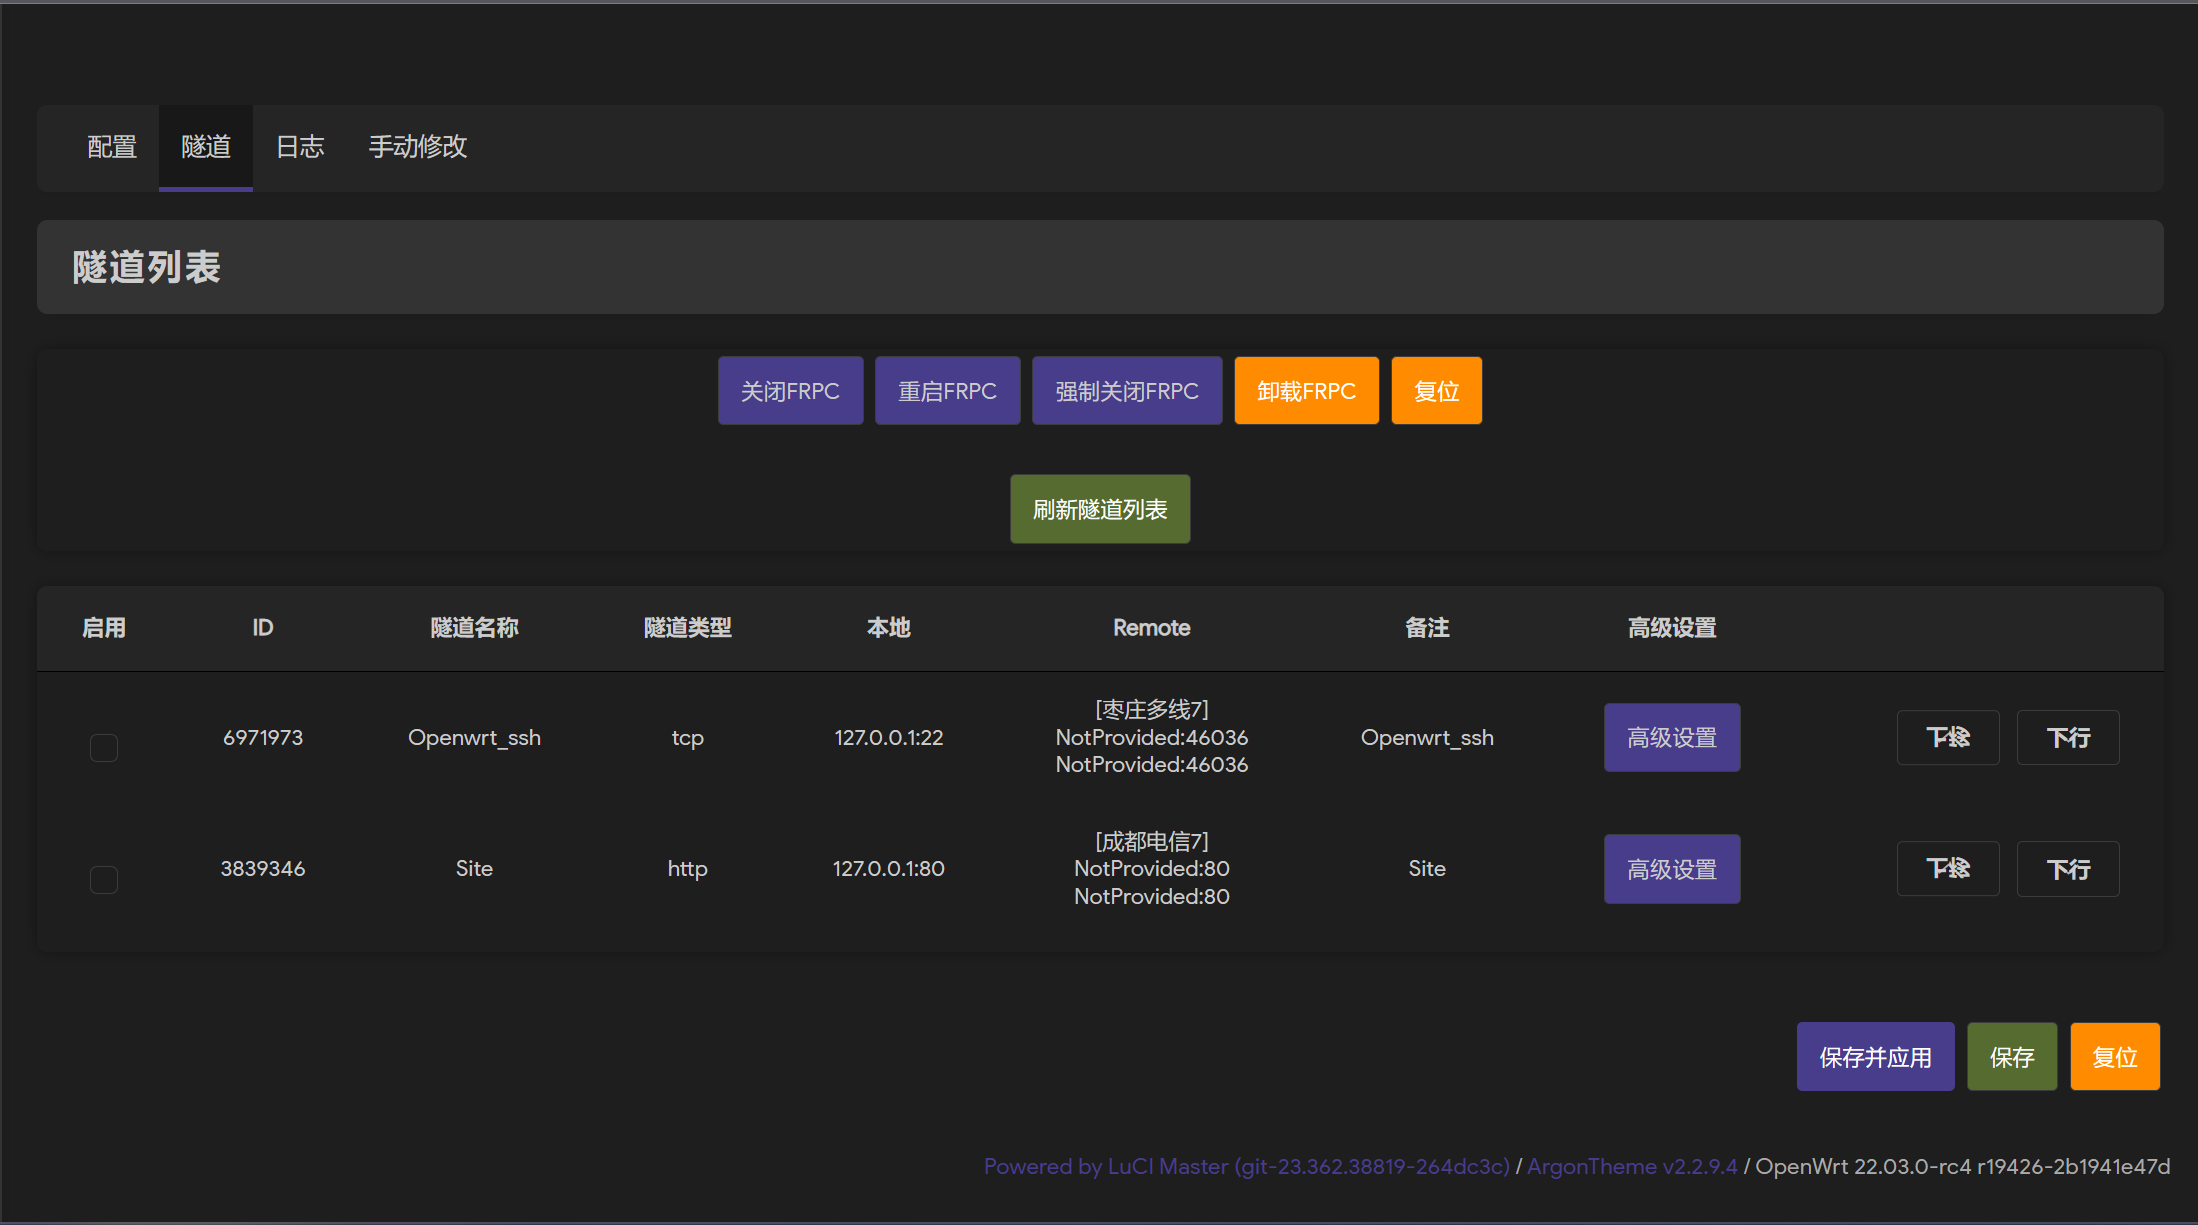 配置 隧道 日志 手动修改
隧道列表
关闭FRPC 重启FRPC 强制关闭FRPC 卸载FRPC 复位
刷新隧道列表
启用 ID 隧道名称 隧道类型 本地 Remote 备注 高级设置
[枣庄多线7]
6971973 Openwrt_ssh tcp 127.0.0.1:22 NotProvided:46036 Openwrt_ssh 高级设置 下行
NotProvided:46036
[成都电信7]
3839346 Site http 127.0.0.1:80 NotProvided:80 Site 高级设置 下行
NotProvided:80
保存并应用 保存 复位
Powered by LuCI Master (git-23.362.38819-264dc3c) / ArgonTheme v2.2.9.4 / OpenWrt 22.03.0-rc4 r19426-2b1941e47d